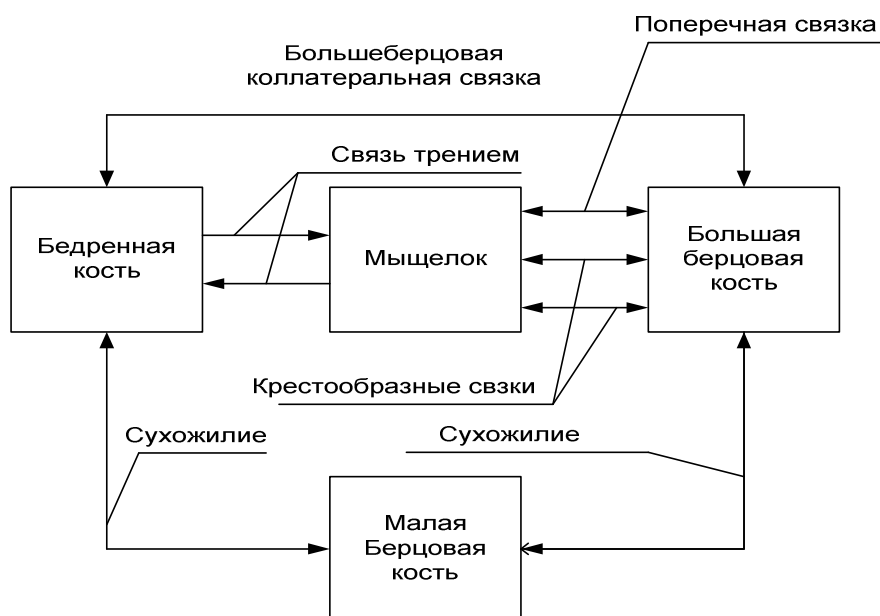 Поперечная связка
Большеберцовая
коллатеральная связка
Связь трением
Бедренная
кость
Мыщелок
Большая
берцовая
кость
Крестообразные свзки
Сухожилие
Сухожилие
Малая
Берцовая
кость